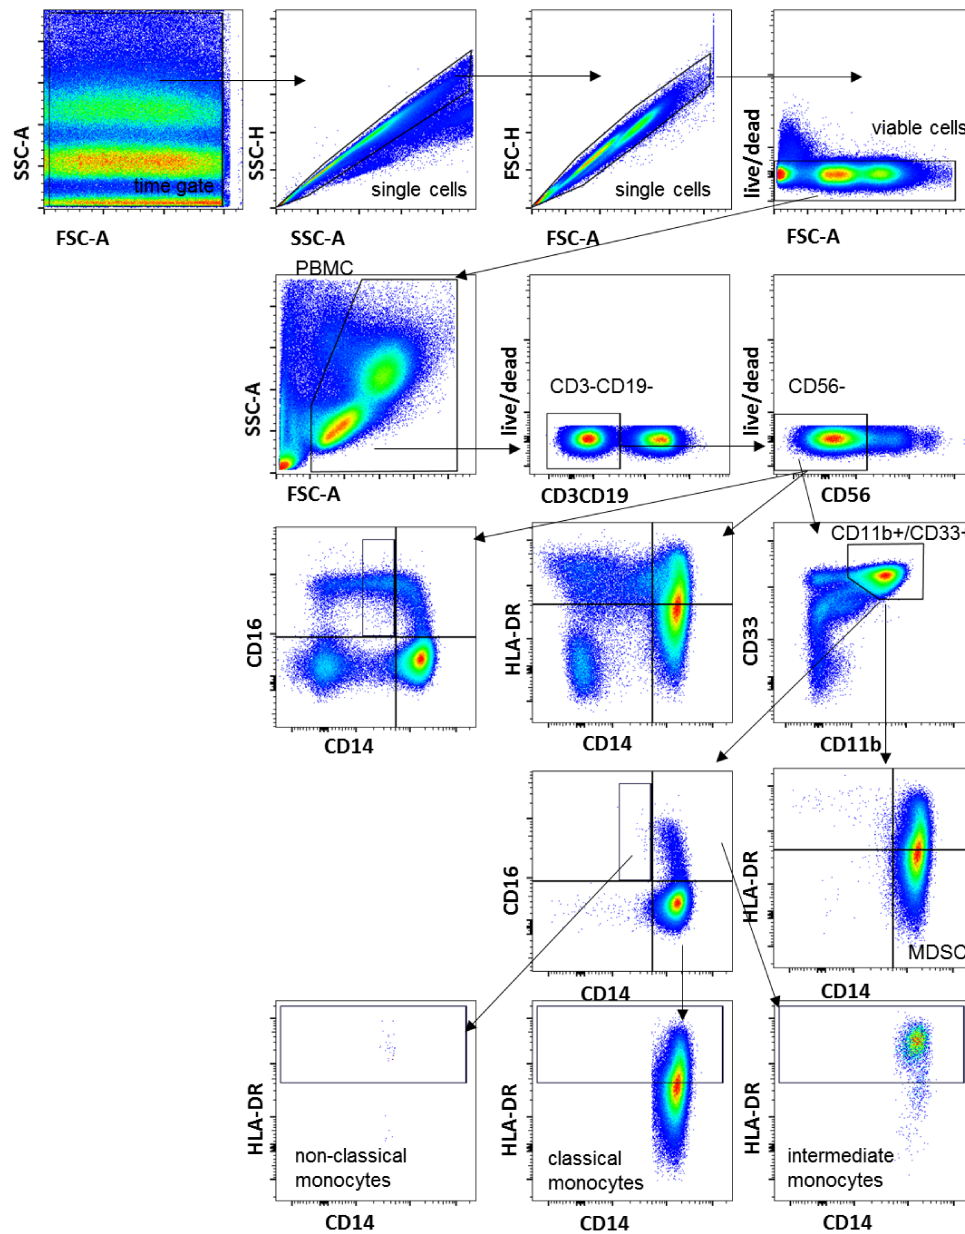 SSC-A
time gate
FSC-A
SSC-H
single cells
SSC-A
FSC-H
single cells
FSC-A
live/dead
viable cells
FSC-A
PBMC
SSC-A
FSC-A
live/dead
CD3-CD19-
CD3CD19
live/dead
CD56-
CD56
CD16
CD14
HLA-DR
CD14
CD11b+/CD33+
CD33
CD11b
CD16
CD14
HLA-DR
MDSC
CD14
HLA-DR
non-classical
monocytes
CD14
HLA-DR
classical
monocytes
CD14
HLA-DR
intermediate
monocytes
CD14